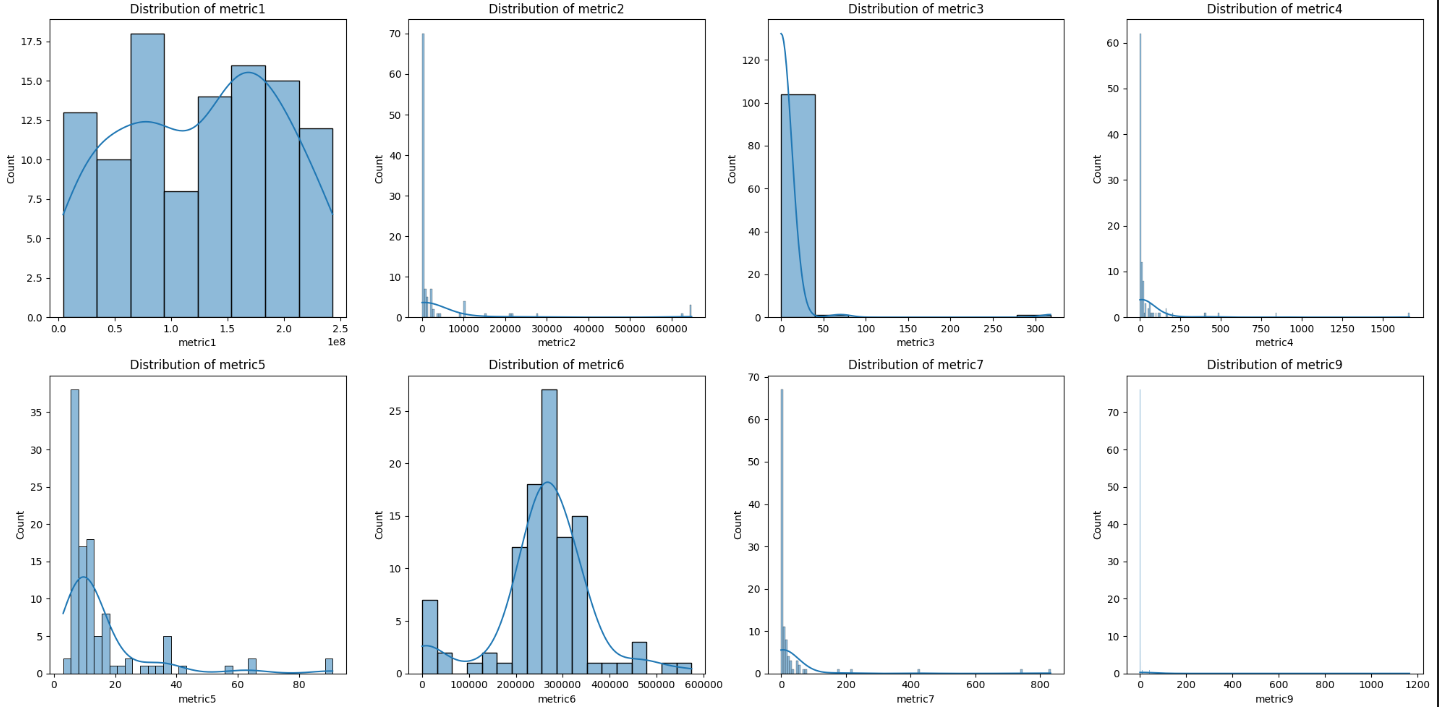 Distribution of metric1
17.5
15.0
12.5
10.0
7.5
5.0
2.5
0.0
Count
0.0 0.5 1.0 1.5 2.0 2.5
1e8
metric1
Distribution of metric2
70
60
50
40
30
20
10
0
Count
0 10000 20000 30000 40000 50000 60000
metric2
Distribution of metric3
120
100
80
60
40
20
0
Count
0 50 100 150 200 250 300
metric3
Distribution of metric4
60
50
40
30
20
10
0
Count
0 250 500 750 1000 1250 1500
metric4
Distribution of metric5
35
30
25
20
15
10
5
0
Count
0 20 40 60 80
metric5
Distribution of metric6
25
20
15
10
5
0
Count
0 100000 200000 300000 400000 500000 600000
metric6
Distribution of metric7
70
60
50
40
30
20
10
0
Count
0 200 400 600 800
metric7
Distribution of metric9
70
60
50
40
30
20
10
0
Count
0 200 400 600 800 1000 1200
metric9